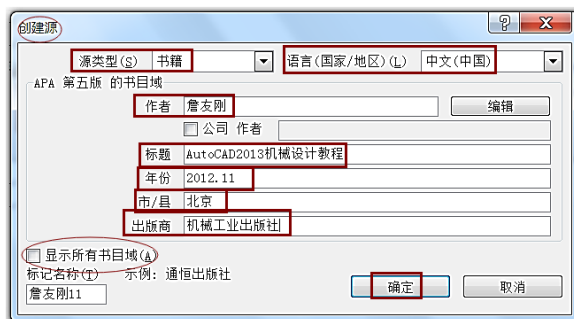 创建源
源类型(S) 书籍 语言(国家/地区)(L) 中文(中国)
APA 第五版 的书目域
作者 詹友刚 编辑
公司 作者
标题 AutoCAD2013机械设计教程
年份 2012.11
市/县 北京
出版商 机械工业出版社
显示所有书目域(A)
标记名称(T) 示例: 通恒出版社
詹友刚11 确定 取消